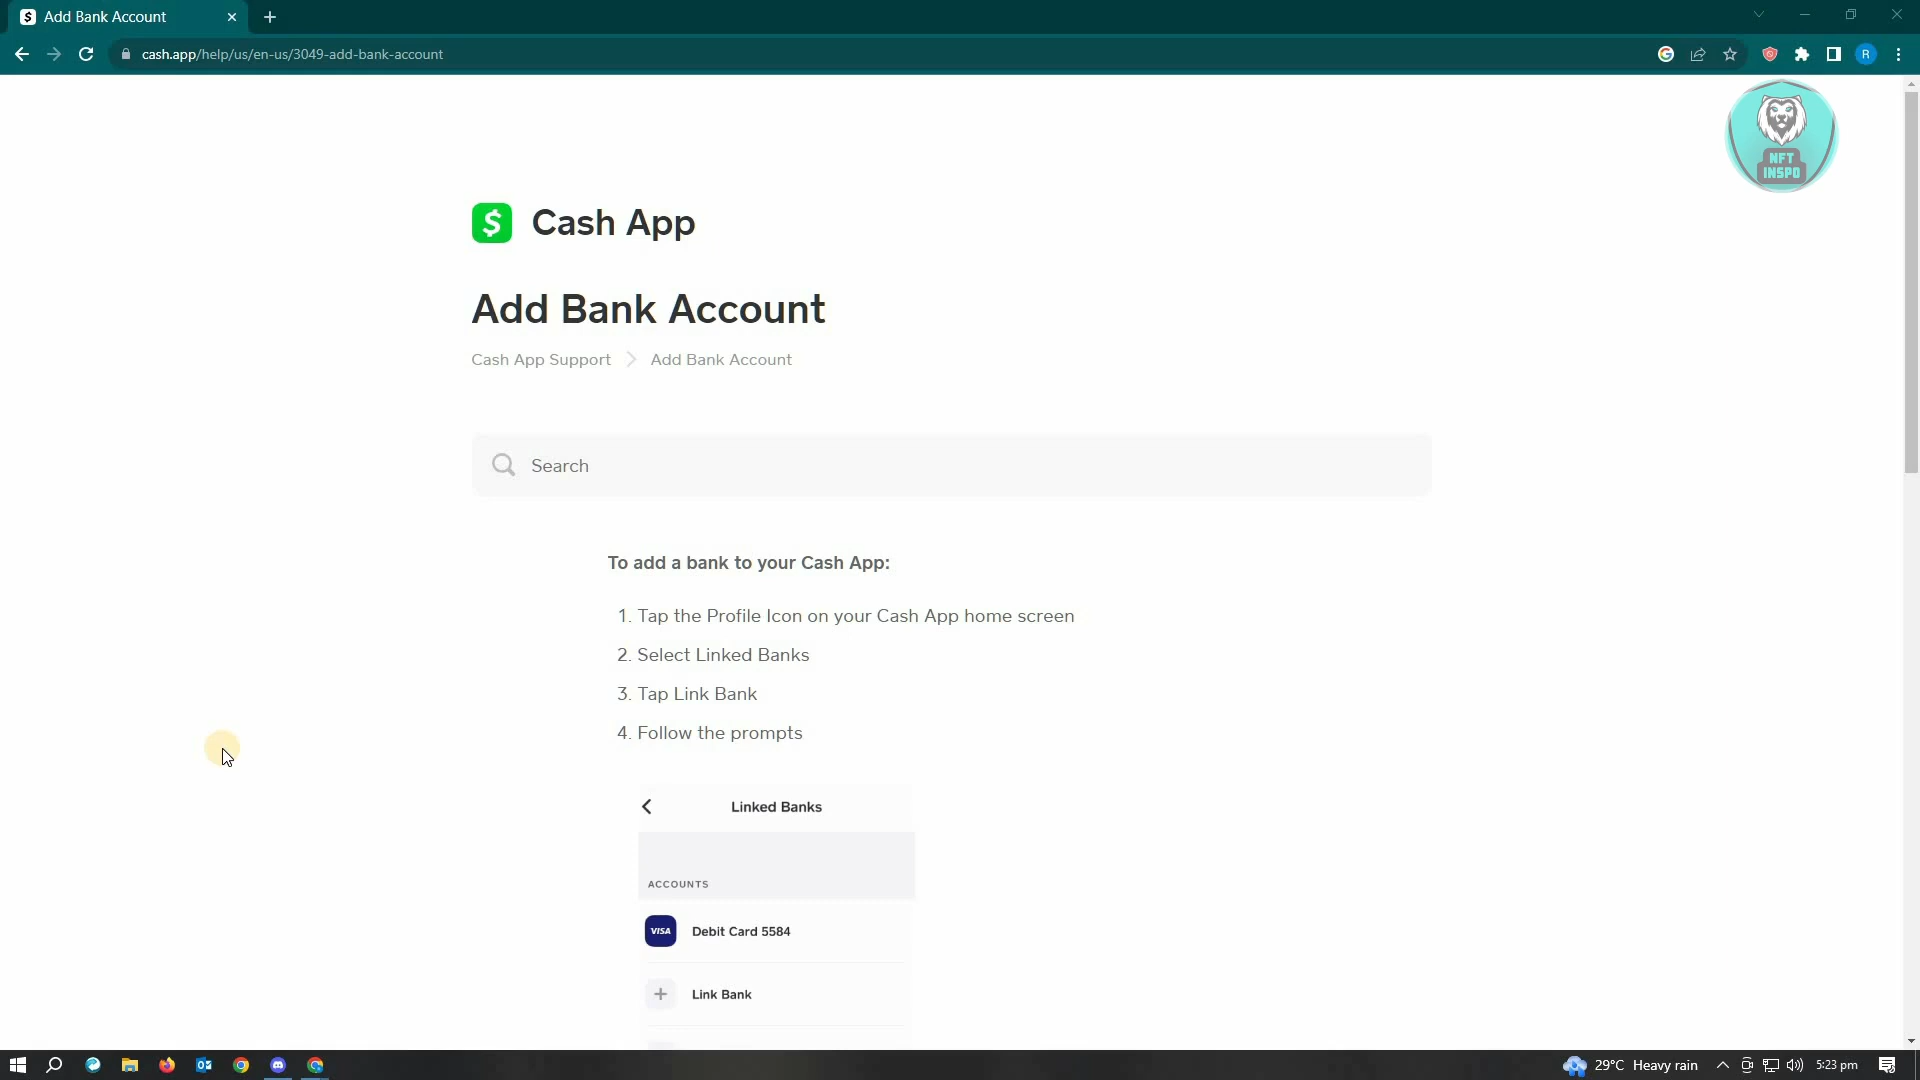 Add Bank Account
cash.app/help/us/en-us/3049-add-bank-account
R
NFT
INSPO
$ Cash App
Add Bank Account
Cash App Support > Add Bank Account
Search
To add a bank to your Cash App:
1. Tap the Profile Icon on your Cash App home screen
2. Select Linked Banks
3. Tap Link Bank
4. Follow the prompts
Linked Banks
ACCOUNTS
VISA Debit Card 5584
+ Link Bank
29°C Heavy rain 5:23 pm